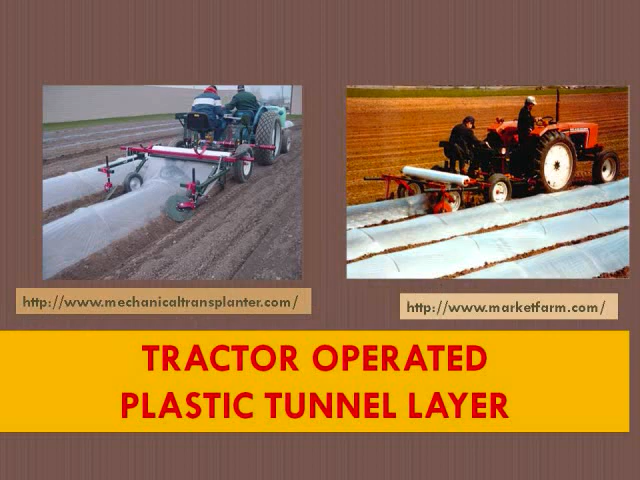 http://www.mechanicaltransplanter.com/
http://www.marketfarm.com/
TRACTOR OPERATED
PLASTIC TUNNEL LAYER